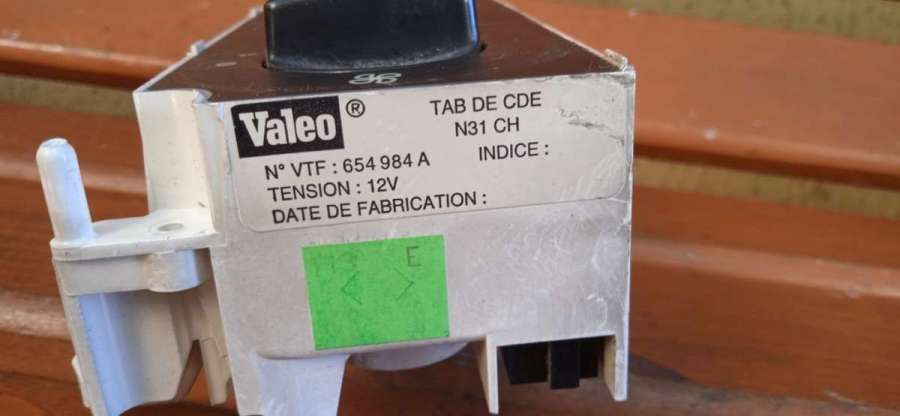 Valeo ®
TAB DE CDE
N31 CH
N° VTF : 654 984 A
INDICE :
TENSION : 12V
DATE DE FABRICATION :
E